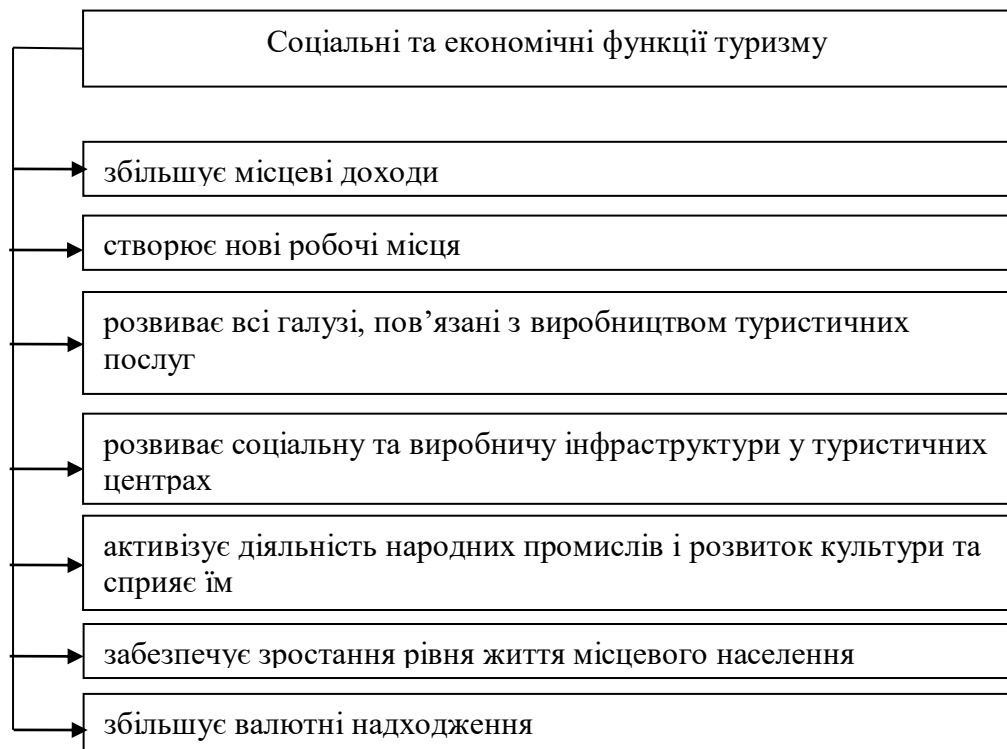 Соціальні та економічні функції туризму
збільшує місцеві доходи
створює нові робочі місця
розвиває всі галузі, пов’язані з виробництвом туристичних
послуг
розвиває соціальну та виробничу інфраструктури у туристичних
центрах
активізує діяльність народних промислів і розвиток культури та
сприяє їм
забезпечує зростання рівня життя місцевого населення
збільшує валютні надходження